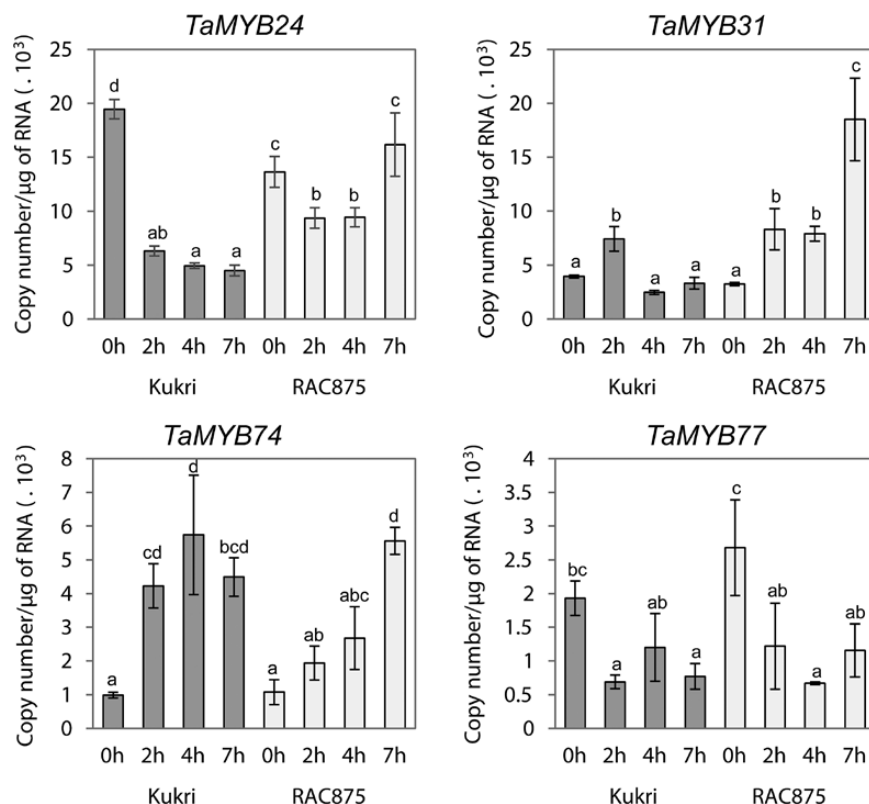 TaMYB24
Copy number/µg of RNA ( . 10³)
25
20
15
10
5
0
d
ab
a
a
c
b
b
c
0h 2h 4h 7h 0h 2h 4h 7h
Kukri RAC875
TaMYB31
Copy number/µg of RNA ( . 10³)
25
20
15
10
5
0
a
b
a
a
a
b
b
c
0h 2h 4h 7h 0h 2h 4h 7h
Kukri RAC875
TaMYB74
Copy number/µg of RNA ( . 10³)
8
7
6
5
4
3
2
1
0
a
cd
d
bcd
a
ab
abc
d
0h 2h 4h 7h 0h 2h 4h 7h
Kukri RAC875
TaMYB77
Copy number/µg of RNA ( . 10³)
4
3.5
3
2.5
2
1.5
1
0.5
0
bc
a
ab
a
c
ab
a
ab
0h 2h 4h 7h 0h 2h 4h 7h
Kukri RAC875